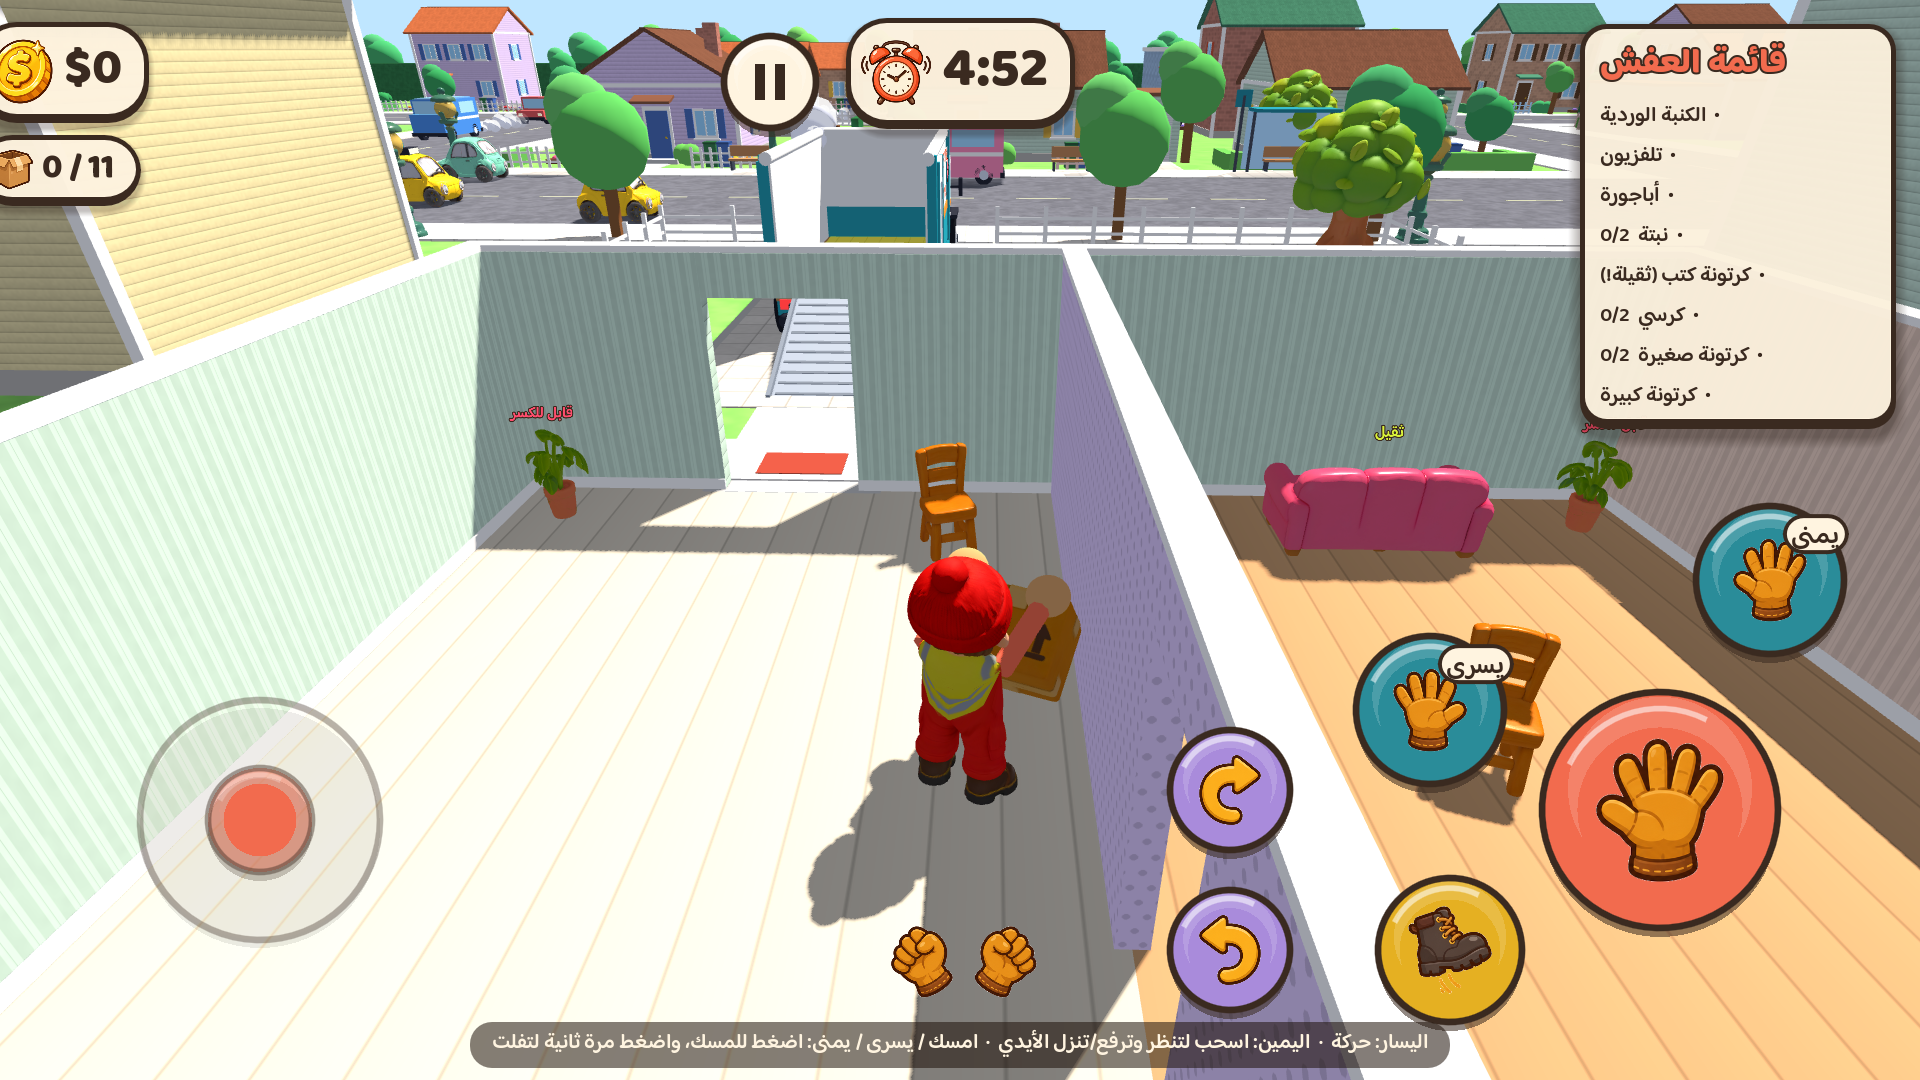 $0
0 / 11
4:52
قائمة العفش
• الكنبة الوردية
• تلفزيون
• أباجورة
• نبتة 0/2
• كرتونة كتب (ثقيلة!)
• كرسي 0/2
• كرتونة صغيرة 0/2
• كرتونة كبيرة
قابل للكسر
ثقيل
يمنى
يسرى
اليسار: حركة · اليمين: اسحب لتنظر وترفع/تنزل الأيدي · امسك / يسرى / يمنى: اضغط للمسك، واضغط مرة ثانية لتفلت